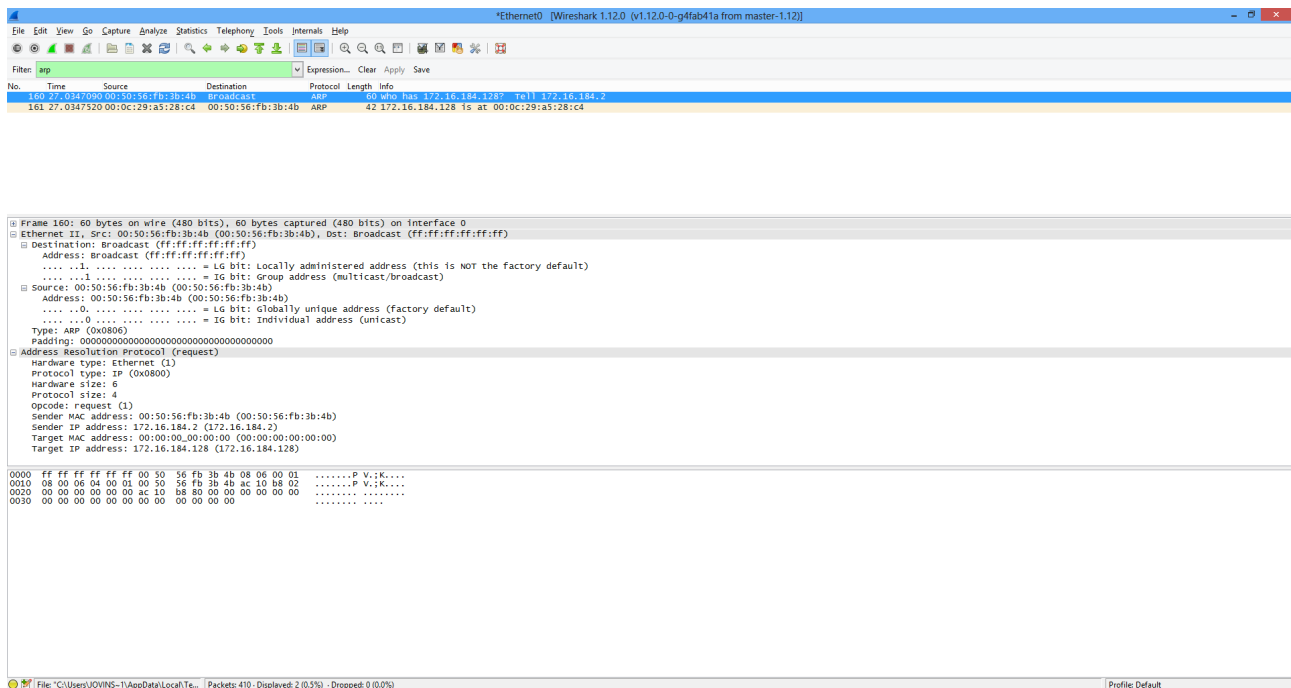 *Ethernet0 [Wireshark 1.12.0 (v1.12.0-0-g4fab41a from master-1.12)]
File Edit View Go Capture Analyze Statistics Telephony Tools Internals Help
Filter: arp Expression... Clear Apply Save
No. Time Source Destination Protocol Length Info
160 27.0347090 00:50:56:fb:3b:4b Broadcast ARP 60 who has 172.16.184.128? Tell 172.16.184.2
161 27.0347520 00:0c:29:a5:28:c4 00:50:56:fb:3b:4b ARP 42 172.16.184.128 is at 00:0c:29:a5:28:c4
Frame 160: 60 bytes on wire (480 bits), 60 bytes captured (480 bits) on interface 0
Ethernet II, Src: 00:50:56:fb:3b:4b (00:50:56:fb:3b:4b), Dst: Broadcast (ff:ff:ff:ff:ff:ff)
Destination: Broadcast (ff:ff:ff:ff:ff:ff)
Address: Broadcast (ff:ff:ff:ff:ff:ff)
.... ..1. .... .... .... .... = LG bit: Locally administered address (this is NOT the factory default)
.... ...1 .... .... .... .... = IG bit: Group address (multicast/broadcast)
Source: 00:50:56:fb:3b:4b (00:50:56:fb:3b:4b)
Address: 00:50:56:fb:3b:4b (00:50:56:fb:3b:4b)
.... ..0. .... .... .... .... = LG bit: Globally unique address (factory default)
.... ...0 .... .... .... .... = IG bit: Individual address (unicast)
Type: ARP (0x0806)
Padding: 000000000000000000000000000000000000
Address Resolution Protocol (request)
Hardware type: Ethernet (1)
Protocol type: IP (0x0800)
Hardware size: 6
Protocol size: 4
Opcode: request (1)
Sender MAC address: 00:50:56:fb:3b:4b (00:50:56:fb:3b:4b)
Sender IP address: 172.16.184.2 (172.16.184.2)
Target MAC address: 00:00:00_00:00:00 (00:00:00:00:00:00)
Target IP address: 172.16.184.128 (172.16.184.128)
0000 ff ff ff ff ff ff 00 50 56 fb 3b 4b 08 06 00 01 .......P V.;K....
0010 08 00 06 04 00 01 00 50 56 fb 3b 4b ac 10 b8 02 .......P V.;K....
0020 00 00 00 00 00 00 ac 10 b8 80 00 00 00 00 00 00 ........ ........
0030 00 00 00 00 00 00 00 00 00 00 00 00 ........ ....
File: "C:\Users\JOVINS~1\AppData\Local\Te... Packets: 410 · Displayed: 2 (0.5%) · Dropped: 0 (0.0%) Profile: Default